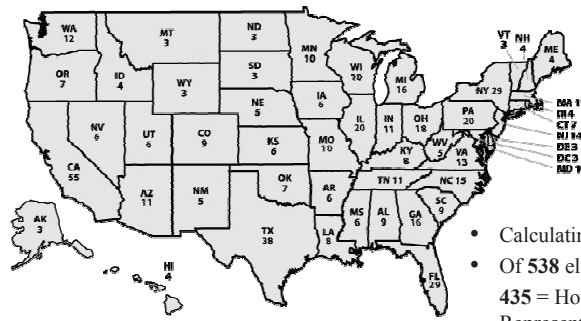 WA
12
MT
3
ND
3
MN
10
VT
3
NH
4
ME
4
OR
7
ID
4
WY
3
SD
3
WI
10
MI
16
NY 29
MA 1
RI 4
CT 7
NJ 14
DE 3
DC 3
MD 1
NV
6
UT
6
CO
9
NE
5
IA
6
IL
20
IN
11
OH
18
PA
20
WV
5
VA
13
CA
55
AZ
11
NM
5
KS
6
MO
10
KY
8
TN 11
NC 15
SC
9
OK
7
AR
6
TX
38
LA
8
MS
6
AL
9
GA
16
FL
29
AK
3
HI
4
• Calculatin
• Of 538 el
435 = Ho
Represent